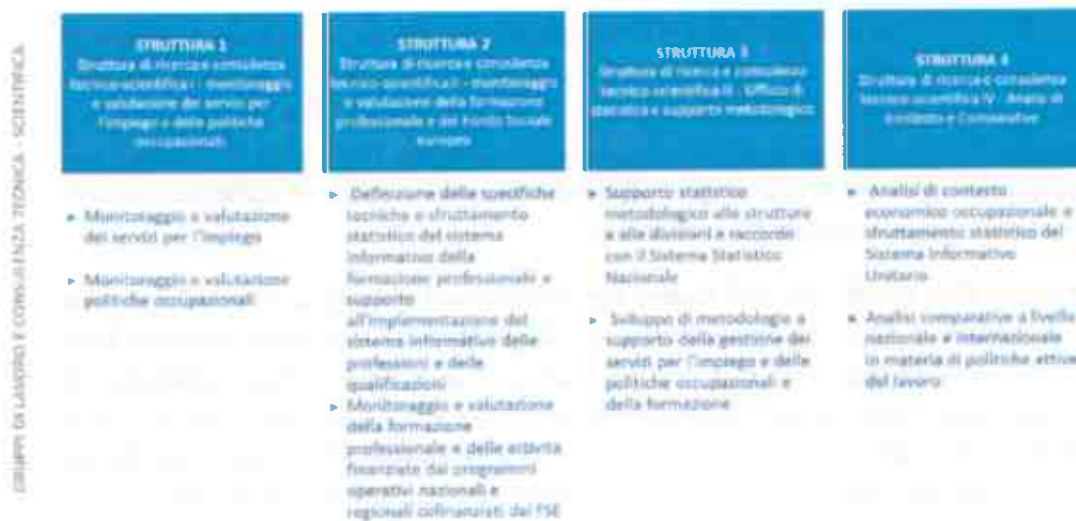 GRUPPI DI LAVORO E CONSULENZA TECNICA - SCIENTIFICA
STRUTTURA 1
Struttura di ricerca e consulenza
tecnico-scientifica I - monitoraggio
e valutazione dei servizi per
l'impiego e delle politiche
occupazionali
▸ Monitoraggio e valutazione
dei servizi per l'impiego
▸ Monitoraggio e valutazione
politiche occupazionali
STRUTTURA 2
Struttura di ricerca e consulenza
tecnico-scientifica II - monitoraggio
e valutazione della formazione
professionale e del Fondo Sociale
europeo
▸ Definizione delle specifiche
tecniche e sfruttamento
statistico del sistema
informativo della
formazione professionale e
supporto
all'implementazione del
sistema informativo delle
professioni e delle
qualificazioni
▸ Monitoraggio e valutazione
della formazione
professionale e delle attività
finanziate dai programmi
operativi nazionali e
regionali cofinanziati dal FSE
STRUTTURA 3
Struttura di ricerca e consulenza
tecnico-scientifica III - Ufficio di
statistica e supporto metodologico
▸ Supporto statistico
metodologico alle strutture
e alle divisioni e raccordo
con il Sistema Statistico
Nazionale
▸ Sviluppo di metodologie a
supporto della gestione dei
servizi per l'impiego e delle
politiche occupazionali e
della formazione
STRUTTURA 4
Struttura di ricerca e consulenza
tecnico-scientifica IV - Analisi di
contesto e Comparative
▸ Analisi di contesto
economico occupazionale e
sfruttamento statistico del
Sistema Informativo
Unitario
▸ Analisi comparative a livello
nazionale e internazionale
in materia di politiche attive
del lavoro